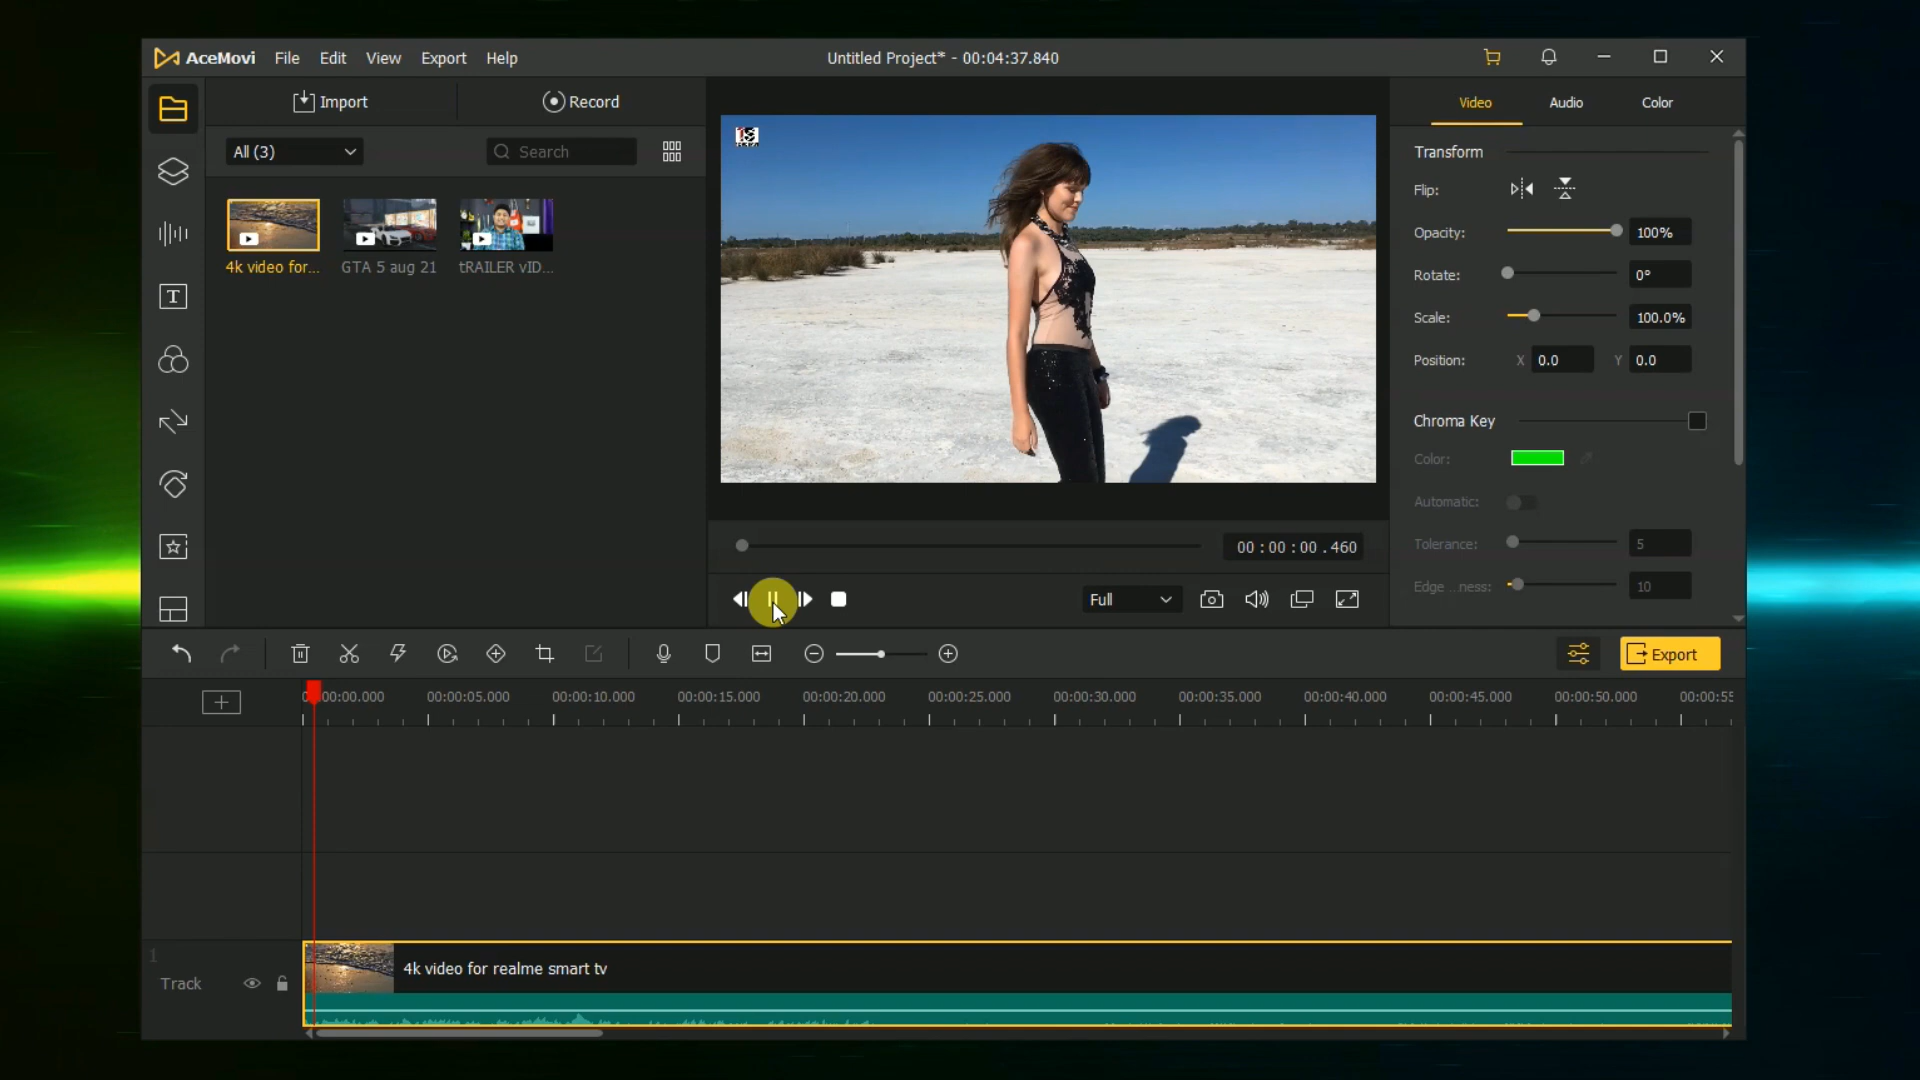 AceMovi File Edit View Export Help
Untitled Project* - 00:04:37.840
Import
Record
All (3)
Search
4k video for...
GTA 5 aug 21
tRAILER vID...
00 : 00 : 00 . 460
Full
Video
Audio
Color
Transform
Flip:
Opacity: 100%
Rotate: 0°
Scale: 100.0%
Position: X 0.0 Y 0.0
Chroma Key
Color:
Automatic:
Tolerance: 5
Edge ...ness: 10
Export
00:00:05.000 00:00:10.000 00:00:15.000 00:00:20.000 00:00:25.000 00:00:30.000 00:00:35.000 00:00:40.000 00:00:45.000 00:00:50.000 00:00:55
1
Track
4k video for realme smart tv